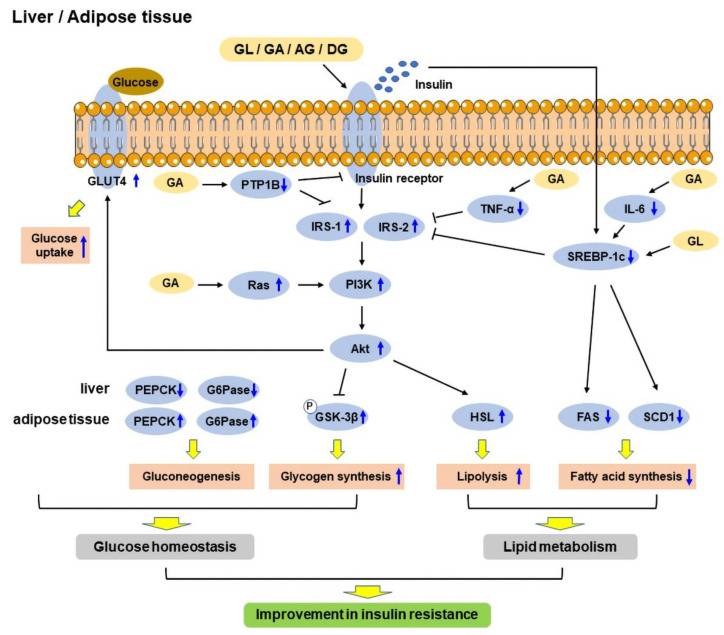 Liver / Adipose tissue
GL / GA / AG / DG
Glucose
Insulin
GLUT4
GA
PTP1B
Insulin receptor
GA
GA
TNF-α
IL-6
IRS-1
IRS-2
Glucose
uptake
GL
SREBP-1c
GA
Ras
PI3K
Akt
liver
PEPCK
G6Pase
adipose tissue
PEPCK
G6Pase
P
GSK-3β
HSL
FAS
SCD1
Gluconeogenesis
Glycogen synthesis
Lipolysis
Fatty acid synthesis
Glucose homeostasis
Lipid metabolism
Improvement in insulin resistance